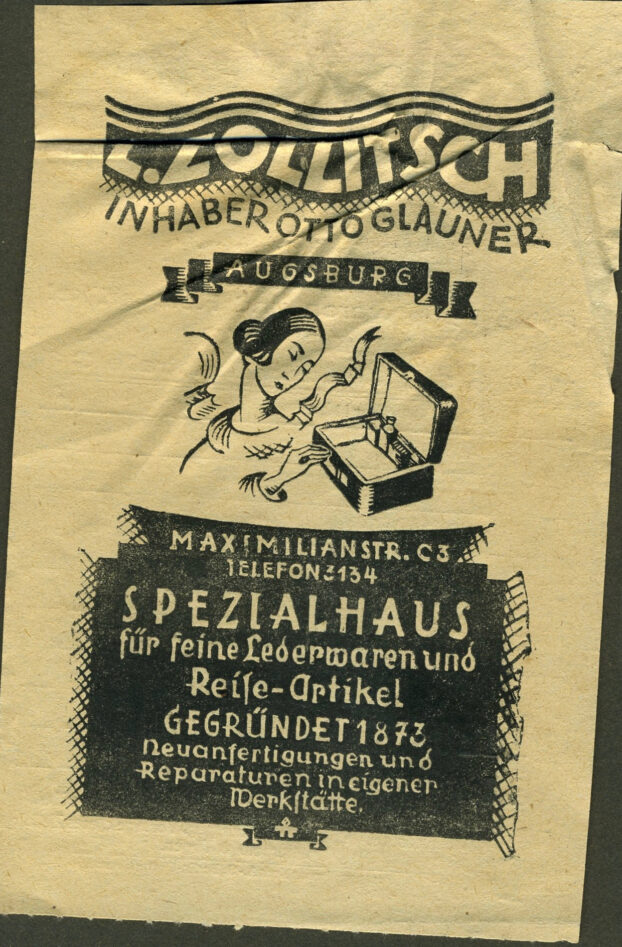 L. ZOLLITSCH
INHABER OTTO GLAUNER
AUGSBURG
MAXIMILIANSTR. C3.
TELEFON 3134
SPEZIALHAUS
für feine Lederwaren und
Reiſe-Artikel
GEGRÜNDET 1873
Neuanfertigungen und
Reparaturen in eigener
Werkſtätte.